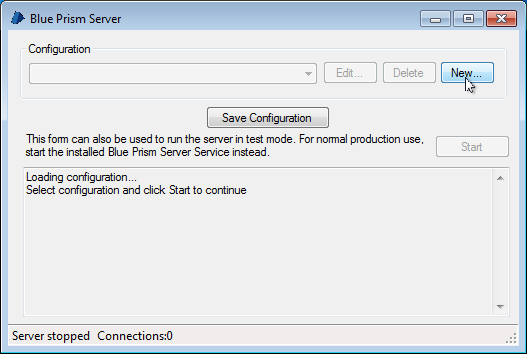 Blue Prism Server
Configuration
Edit... Delete New...
Save Configuration
This form can also be used to run the server in test mode. For normal production use,
start the installed Blue Prism Server Service instead.
Start
Loading configuration...
Select configuration and click Start to continue
Server stopped Connections:0